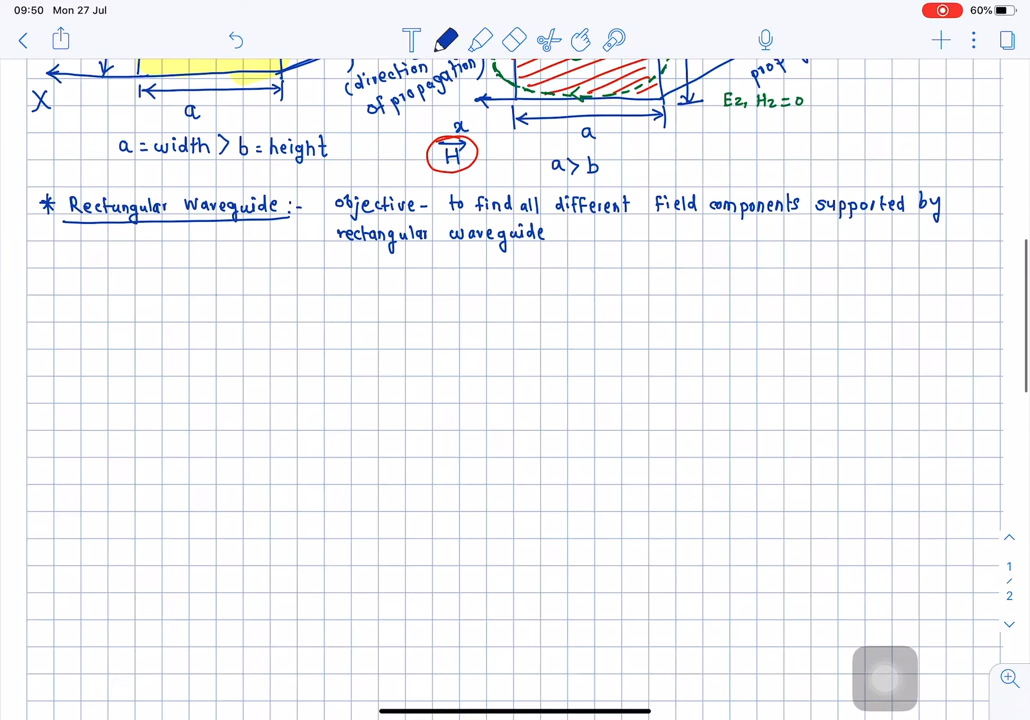 09:50 Mon 27 Jul
60%
T
(direction
of propagation)
prop
Ez, Hz = 0
X
a
x
a
a = width > b = height
H
a > b
* Rectangular Waveguide :- objective - to find all different field components supported by
rectangular waveguide
1
/
2